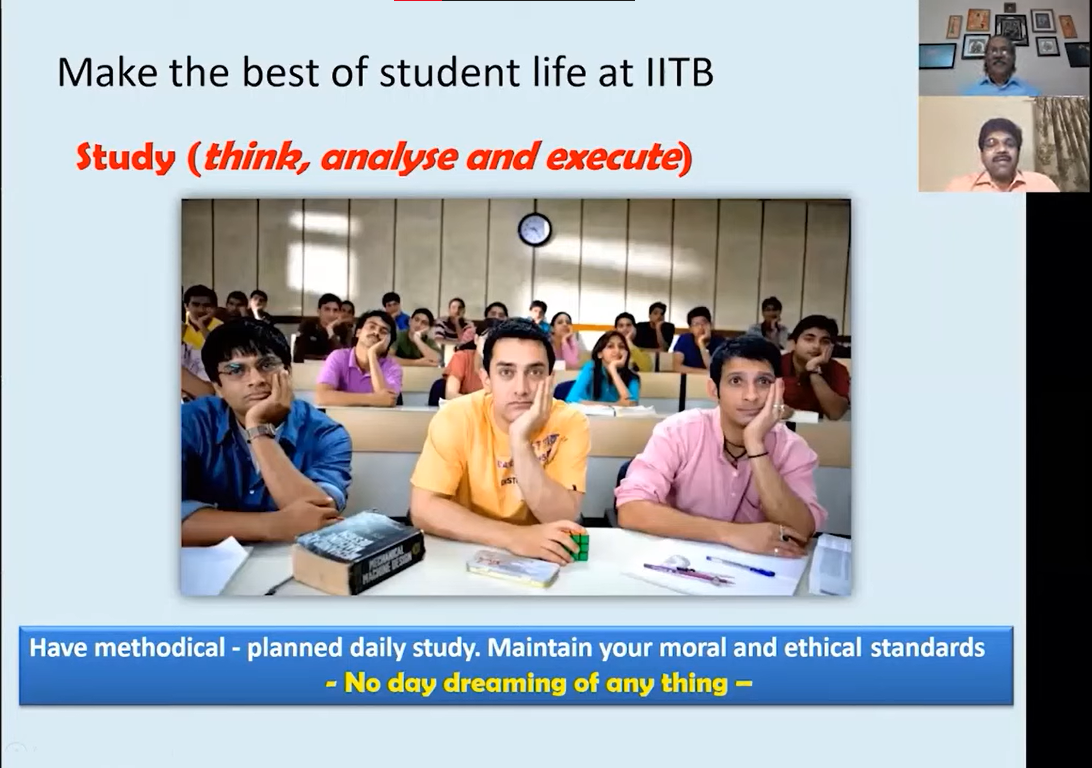 Make the best of student life at IITB
Study (think, analyse and execute)
MECHANICAL
MACHINE DESIGN
Have methodical - planned daily study. Maintain your moral and ethical standards
- No day dreaming of any thing –